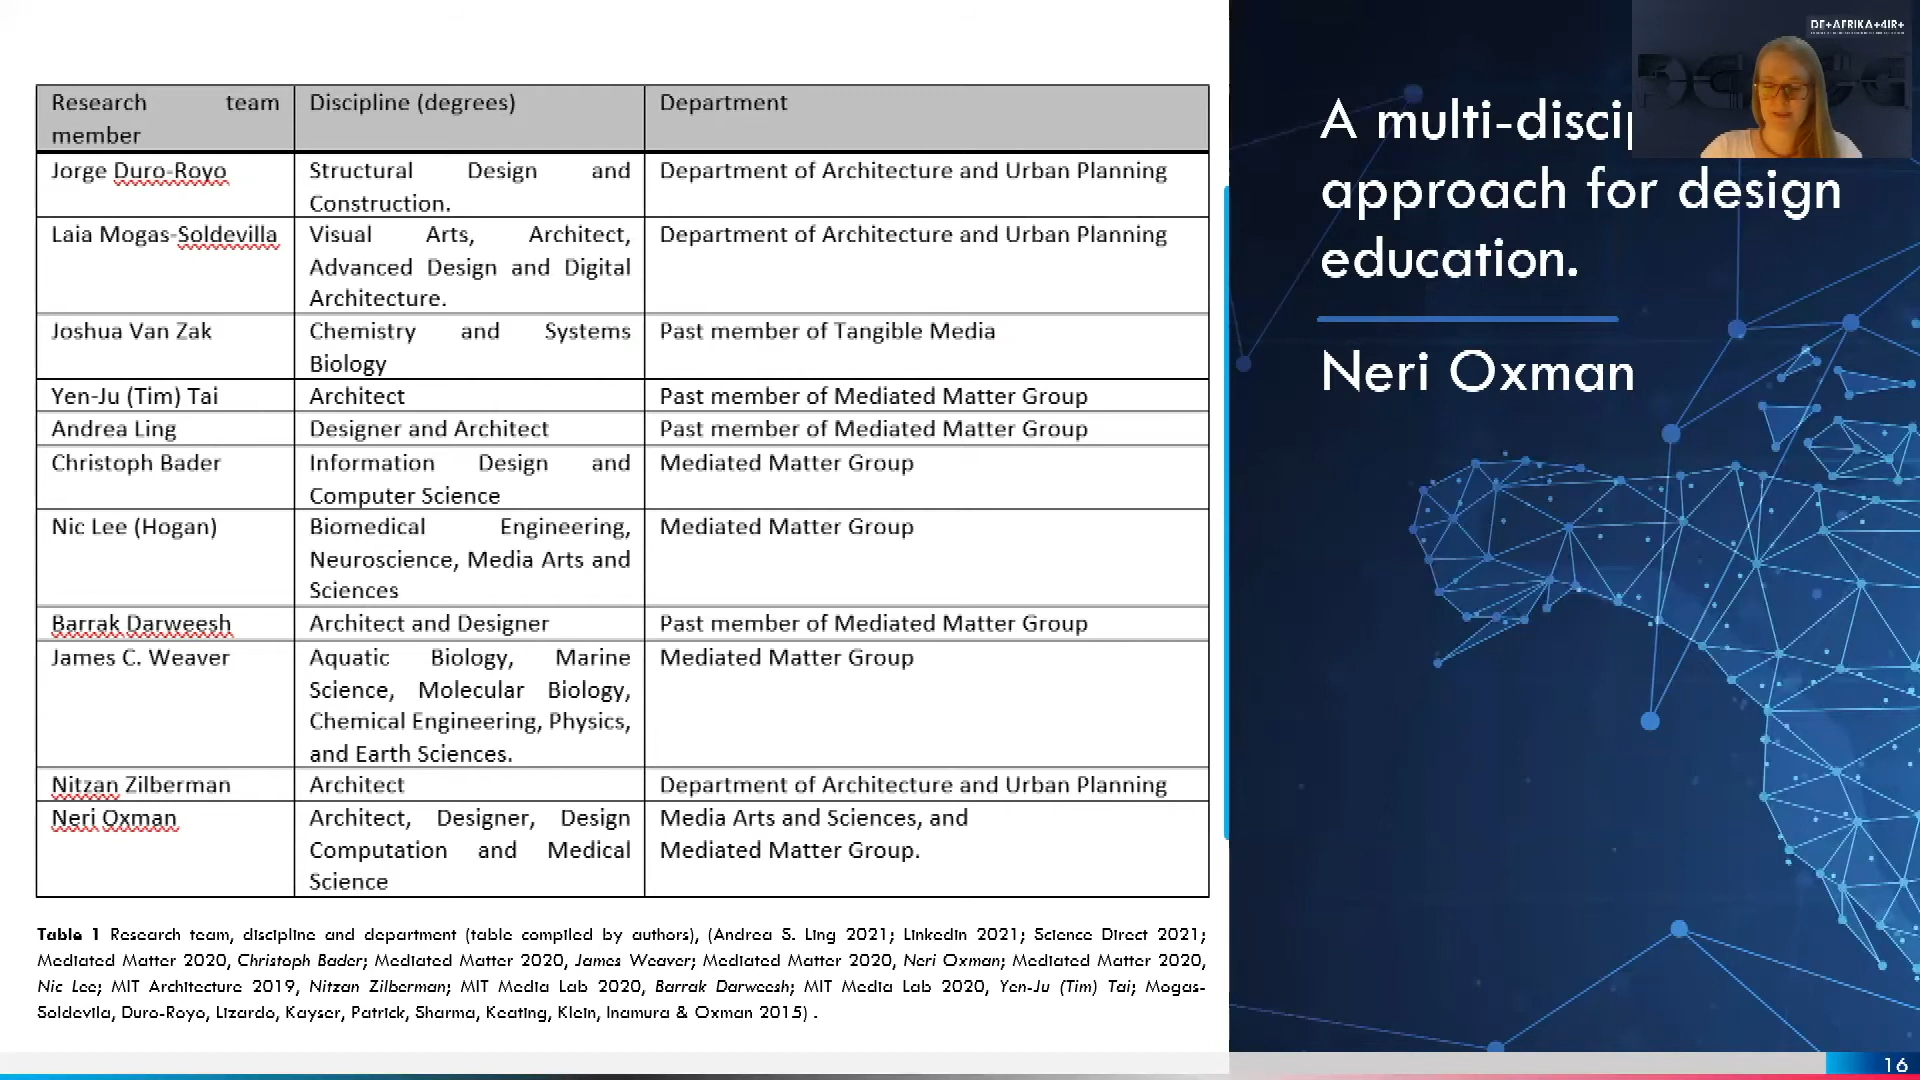 Research team member
Discipline (degrees)
Department
Jorge Duro-Royo
Structural Design and
Construction.
Department of Architecture and Urban Planning
Laia Mogas-Soldevilla
Visual Arts, Architect,
Advanced Design and Digital
Architecture.
Department of Architecture and Urban Planning
Joshua Van Zak
Chemistry and Systems
Biology
Past member of Tangible Media
Yen-Ju (Tim) Tai
Architect
Past member of Mediated Matter Group
Andrea Ling
Designer and Architect
Past member of Mediated Matter Group
Christoph Bader
Information Design and
Computer Science
Mediated Matter Group
Nic Lee (Hogan)
Biomedical Engineering,
Neuroscience, Media Arts and
Sciences
Mediated Matter Group
Barrak Darweesh
Architect and Designer
Past member of Mediated Matter Group
James C. Weaver
Aquatic Biology, Marine
Science, Molecular Biology,
Chemical Engineering, Physics,
and Earth Sciences.
Mediated Matter Group
Nitzan Zilberman
Architect
Department of Architecture and Urban Planning
Neri Oxman
Architect, Designer, Design
Computation and Medical
Science
Media Arts and Sciences, and
Mediated Matter Group.
Table 1 Research team, discipline and department (table compiled by authors), (Andrea S. Ling 2021; Linkedin 2021; Science Direct 2021;
Mediated Matter 2020, Christoph Bader; Mediated Matter 2020, James Weaver; Mediated Matter 2020, Neri Oxman; Mediated Matter 2020,
Nic Lee; MIT Architecture 2019, Nitzan Zilberman; MIT Media Lab 2020, Barrak Darweesh; MIT Media Lab 2020, Yen-Ju (Tim) Tai; Mogas-
Soldevila, Duro-Royo, Lizardo, Kayser, Patrick, Sharma, Keating, Klein, Inamura & Oxman 2015) .
A multi-discip
approach for design
education.
Neri Oxman
DE+AFRIKA+4IR+
16